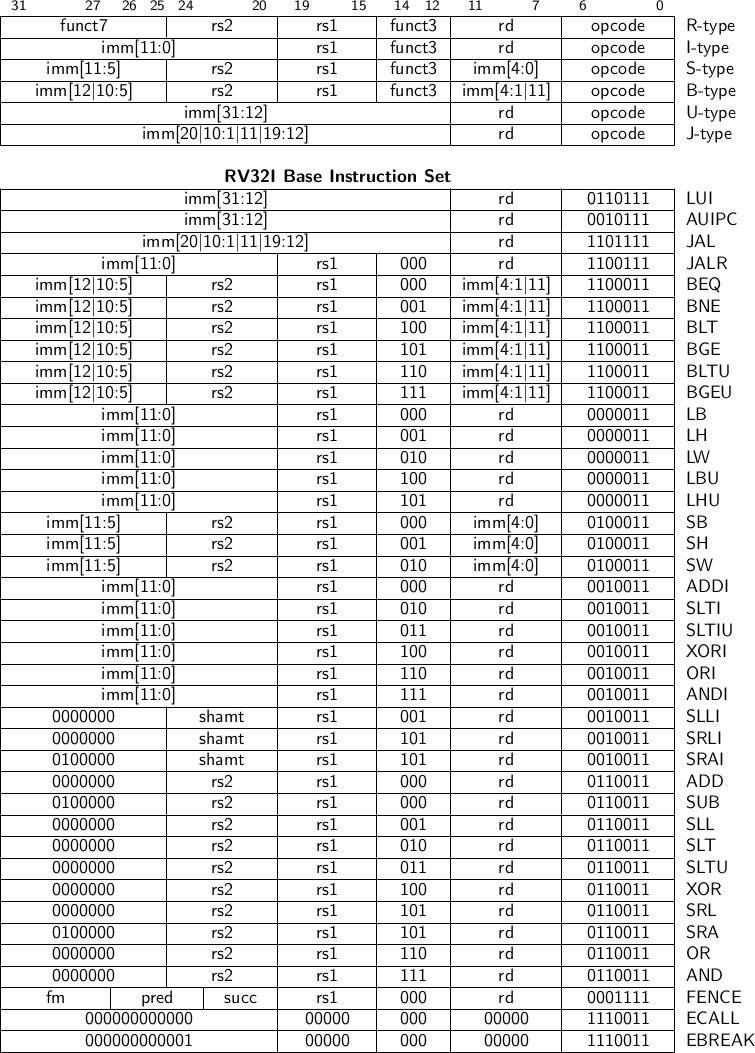 31 27 26 25 24 20 19 15 14 12 11 7 6 0
funct7 rs2 rs1 funct3 rd opcode R-type
imm[11:0] rs1 funct3 rd opcode I-type
imm[11:5] rs2 rs1 funct3 imm[4:0] opcode S-type
imm[12|10:5] rs2 rs1 funct3 imm[4:1|11] opcode B-type
imm[31:12] rd opcode U-type
imm[20|10:1|11|19:12] rd opcode J-type
RV32I Base Instruction Set
imm[31:12] rd 0110111 LUI
imm[31:12] rd 0010111 AUIPC
imm[20|10:1|11|19:12] rd 1101111 JAL
imm[11:0] rs1 000 rd 1100111 JALR
imm[12|10:5] rs2 rs1 000 imm[4:1|11] 1100011 BEQ
imm[12|10:5] rs2 rs1 001 imm[4:1|11] 1100011 BNE
imm[12|10:5] rs2 rs1 100 imm[4:1|11] 1100011 BLT
imm[12|10:5] rs2 rs1 101 imm[4:1|11] 1100011 BGE
imm[12|10:5] rs2 rs1 110 imm[4:1|11] 1100011 BLTU
imm[12|10:5] rs2 rs1 111 imm[4:1|11] 1100011 BGEU
imm[11:0] rs1 000 rd 0000011 LB
imm[11:0] rs1 001 rd 0000011 LH
imm[11:0] rs1 010 rd 0000011 LW
imm[11:0] rs1 100 rd 0000011 LBU
imm[11:0] rs1 101 rd 0000011 LHU
imm[11:5] rs2 rs1 000 imm[4:0] 0100011 SB
imm[11:5] rs2 rs1 001 imm[4:0] 0100011 SH
imm[11:5] rs2 rs1 010 imm[4:0] 0100011 SW
imm[11:0] rs1 000 rd 0010011 ADDI
imm[11:0] rs1 010 rd 0010011 SLTI
imm[11:0] rs1 011 rd 0010011 SLTIU
imm[11:0] rs1 100 rd 0010011 XORI
imm[11:0] rs1 110 rd 0010011 ORI
imm[11:0] rs1 111 rd 0010011 ANDI
0000000 shamt rs1 001 rd 0010011 SLLI
0000000 shamt rs1 101 rd 0010011 SRLI
0100000 shamt rs1 101 rd 0010011 SRAI
0000000 rs2 rs1 000 rd 0110011 ADD
0100000 rs2 rs1 000 rd 0110011 SUB
0000000 rs2 rs1 001 rd 0110011 SLL
0000000 rs2 rs1 010 rd 0110011 SLT
0000000 rs2 rs1 011 rd 0110011 SLTU
0000000 rs2 rs1 100 rd 0110011 XOR
0000000 rs2 rs1 101 rd 0110011 SRL
0100000 rs2 rs1 101 rd 0110011 SRA
0000000 rs2 rs1 110 rd 0110011 OR
0000000 rs2 rs1 111 rd 0110011 AND
fm pred succ rs1 000 rd 0001111 FENCE
000000000000 00000 000 00000 1110011 ECALL
000000000001 00000 000 00000 1110011 EBREAK